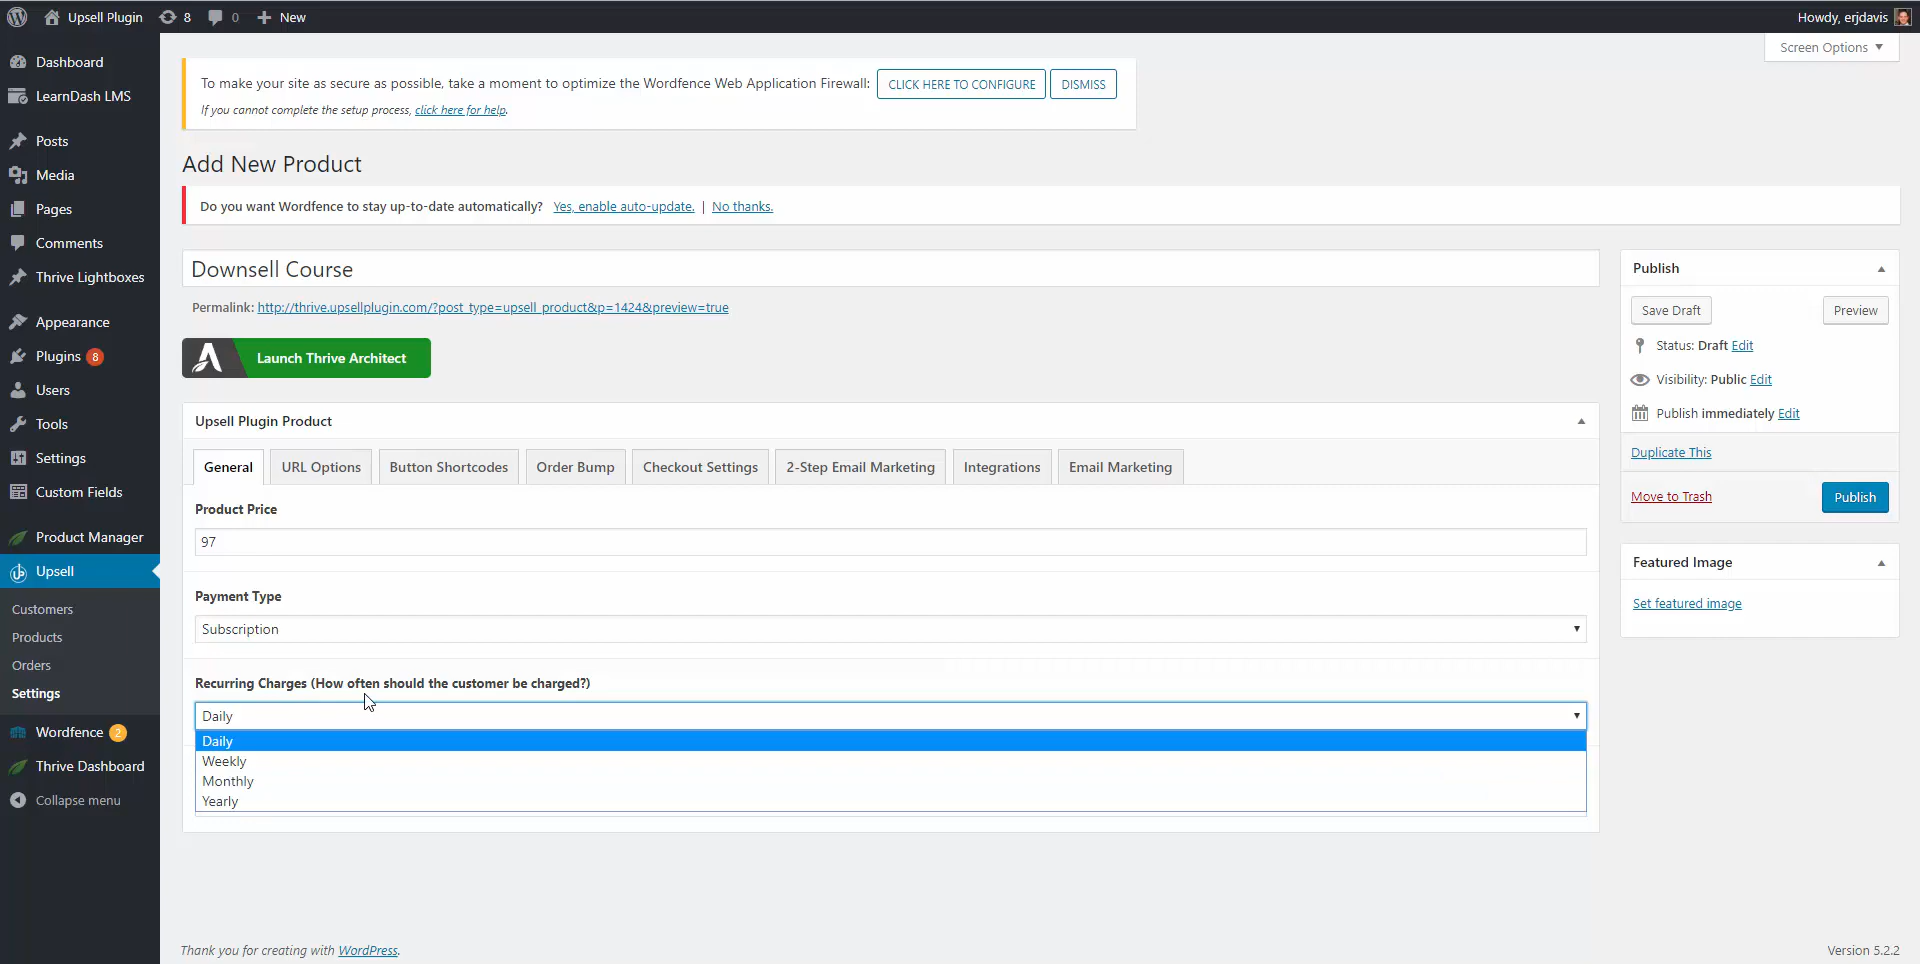 Upsell Plugin 8 0 New Howdy, erjdavis
Screen Options
Dashboard
LearnDash LMS
Posts
Media
Pages
Comments
Thrive Lightboxes
Appearance
Plugins 8
Users
Tools
Settings
Custom Fields
Product Manager
Upsell
Customers
Products
Orders
Settings
Wordfence 2
Thrive Dashboard
Collapse menu
To make your site as secure as possible, take a moment to optimize the Wordfence Web Application Firewall: CLICK HERE TO CONFIGURE DISMISS
If you cannot complete the setup process, click here for help.
Add New Product
Do you want Wordfence to stay up-to-date automatically? Yes, enable auto-update. | No thanks.
Downsell Course
Permalink: http://thrive.upsellplugin.com/?post_type=upsell_product&p=1424&preview=true
Launch Thrive Architect
Upsell Plugin Product
General URL Options Button Shortcodes Order Bump Checkout Settings 2-Step Email Marketing Integrations Email Marketing
Product Price
97
Payment Type
Subscription
Recurring Charges (How often should the customer be charged?)
Daily
Daily
Weekly
Monthly
Yearly
Publish
Save Draft Preview
Status: Draft Edit
Visibility: Public Edit
Publish immediately Edit
Duplicate This
Move to Trash Publish
Featured Image
Set featured image
Thank you for creating with WordPress.
Version 5.2.2